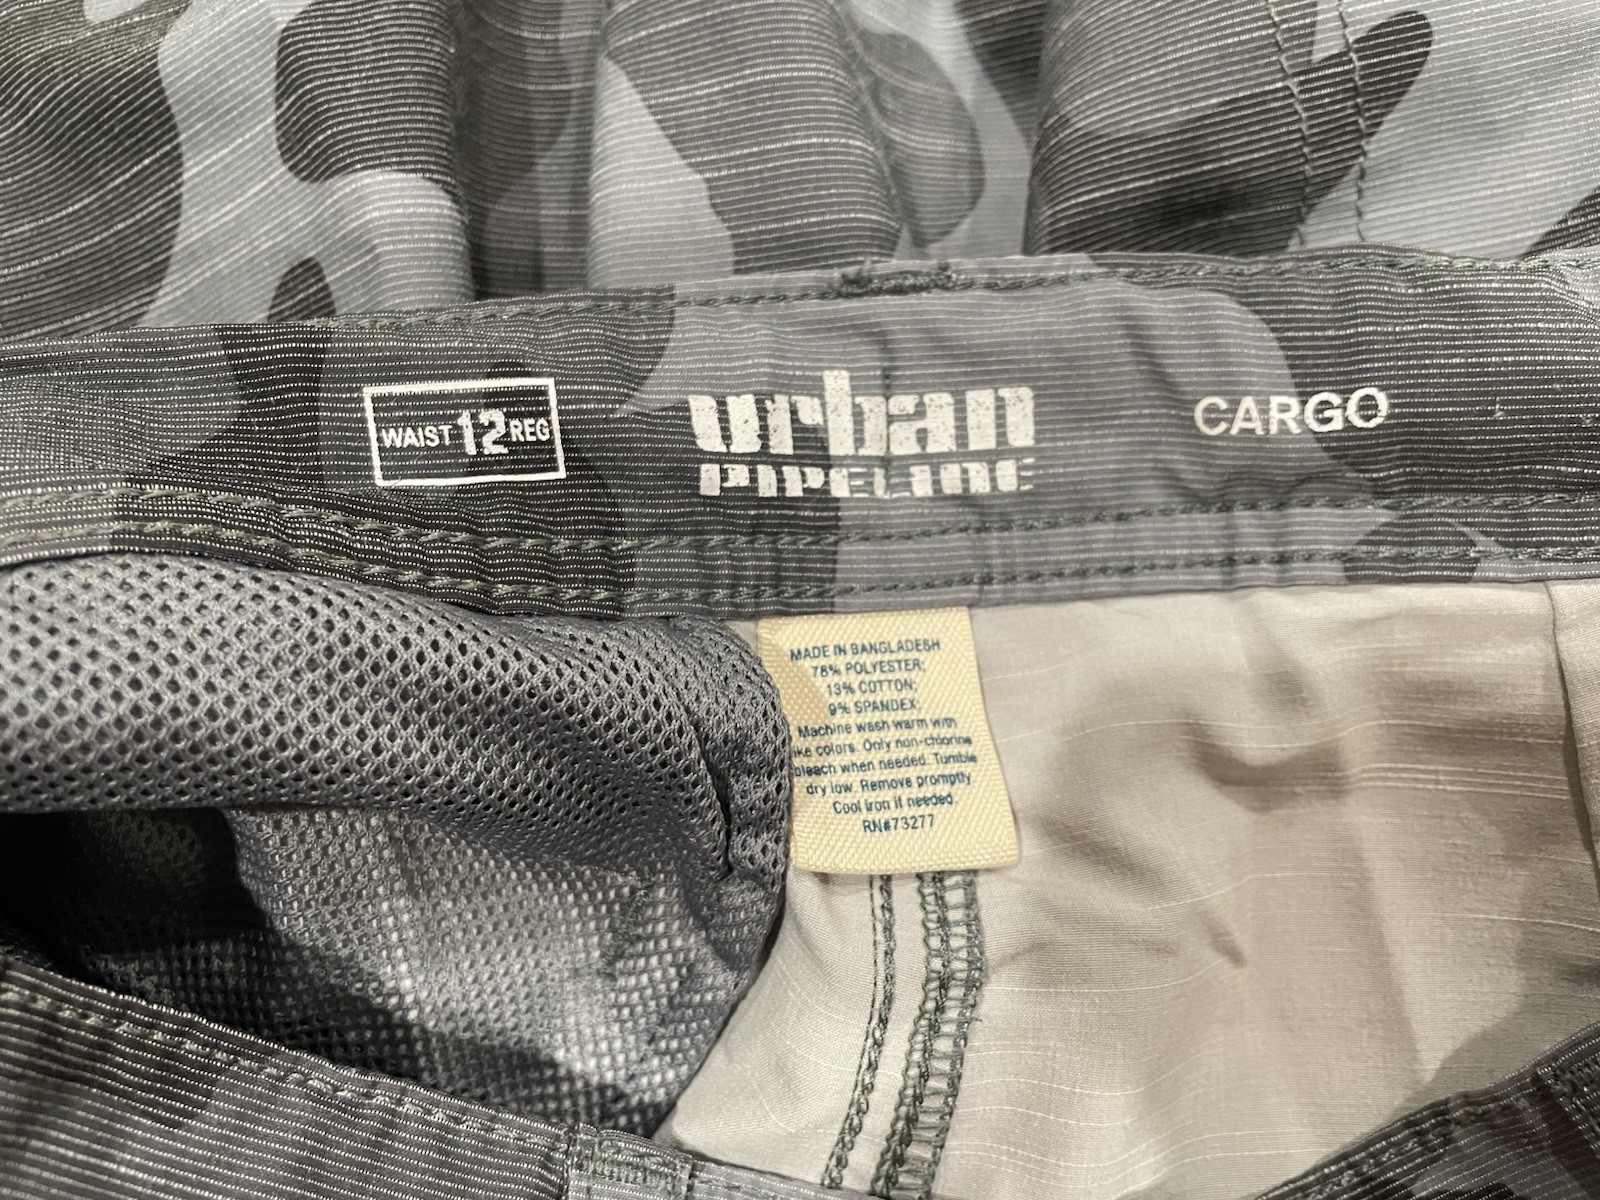 WAIST 12 REG
urban
PIPELINE
CARGO
MADE IN BANGLADESH
78% POLYESTER;
13% COTTON;
9% SPANDEX;
Machine wash warm with
like colors. Only non-chlorine
bleach when needed. Tumble
dry low. Remove promptly
Cool iron if needed.
RN#73277